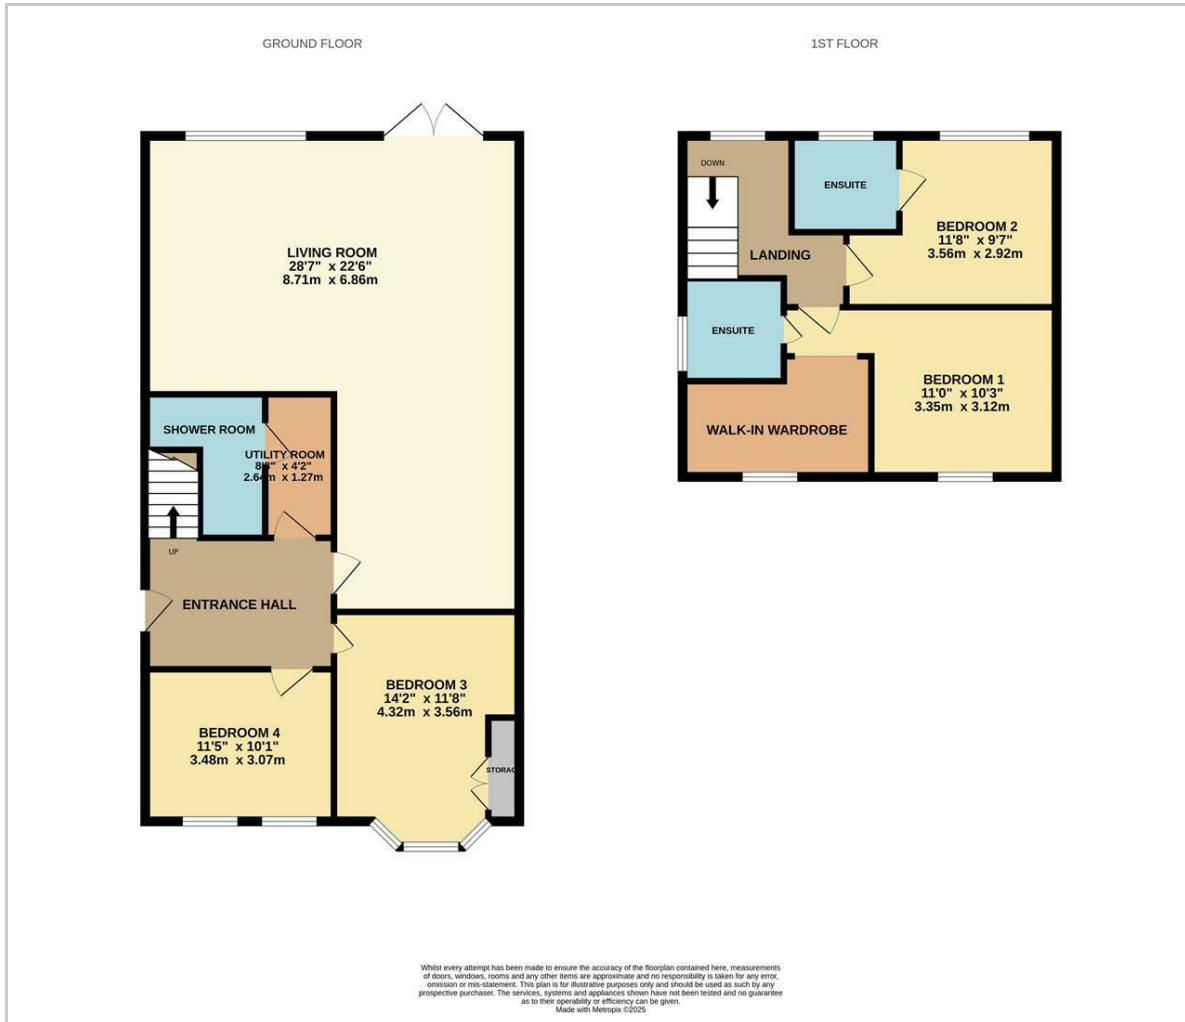 GROUND FLOOR
LIVING ROOM
28'7" x 22'6"
8.71m x 6.86m
SHOWER ROOM
UTILITY ROOM
8'8" x 4'2"
2.64m x 1.27m
UP
ENTRANCE HALL
BEDROOM 3
14'2" x 11'8"
4.32m x 3.56m
STORAG
BEDROOM 4
11'5" x 10'1"
3.48m x 3.07m
1ST FLOOR
DOWN
ENSUITE
BEDROOM 2
11'8" x 9'7"
3.56m x 2.92m
LANDING
ENSUITE
BEDROOM 1
11'0" x 10'3"
3.35m x 3.12m
WALK-IN WARDROBE
Whilst every attempt has been made to ensure the accuracy of the floorplan contained here, measurements
of doors, windows, rooms and any other items are approximate and no responsibility is taken for any error,
omission or mis-statement. This plan is for illustrative purposes only and should be used as such by any
prospective purchaser. The services, systems and appliances shown have not been tested and no guarantee
as to their operability or efficiency can be given.
Made with Metropix ©2025